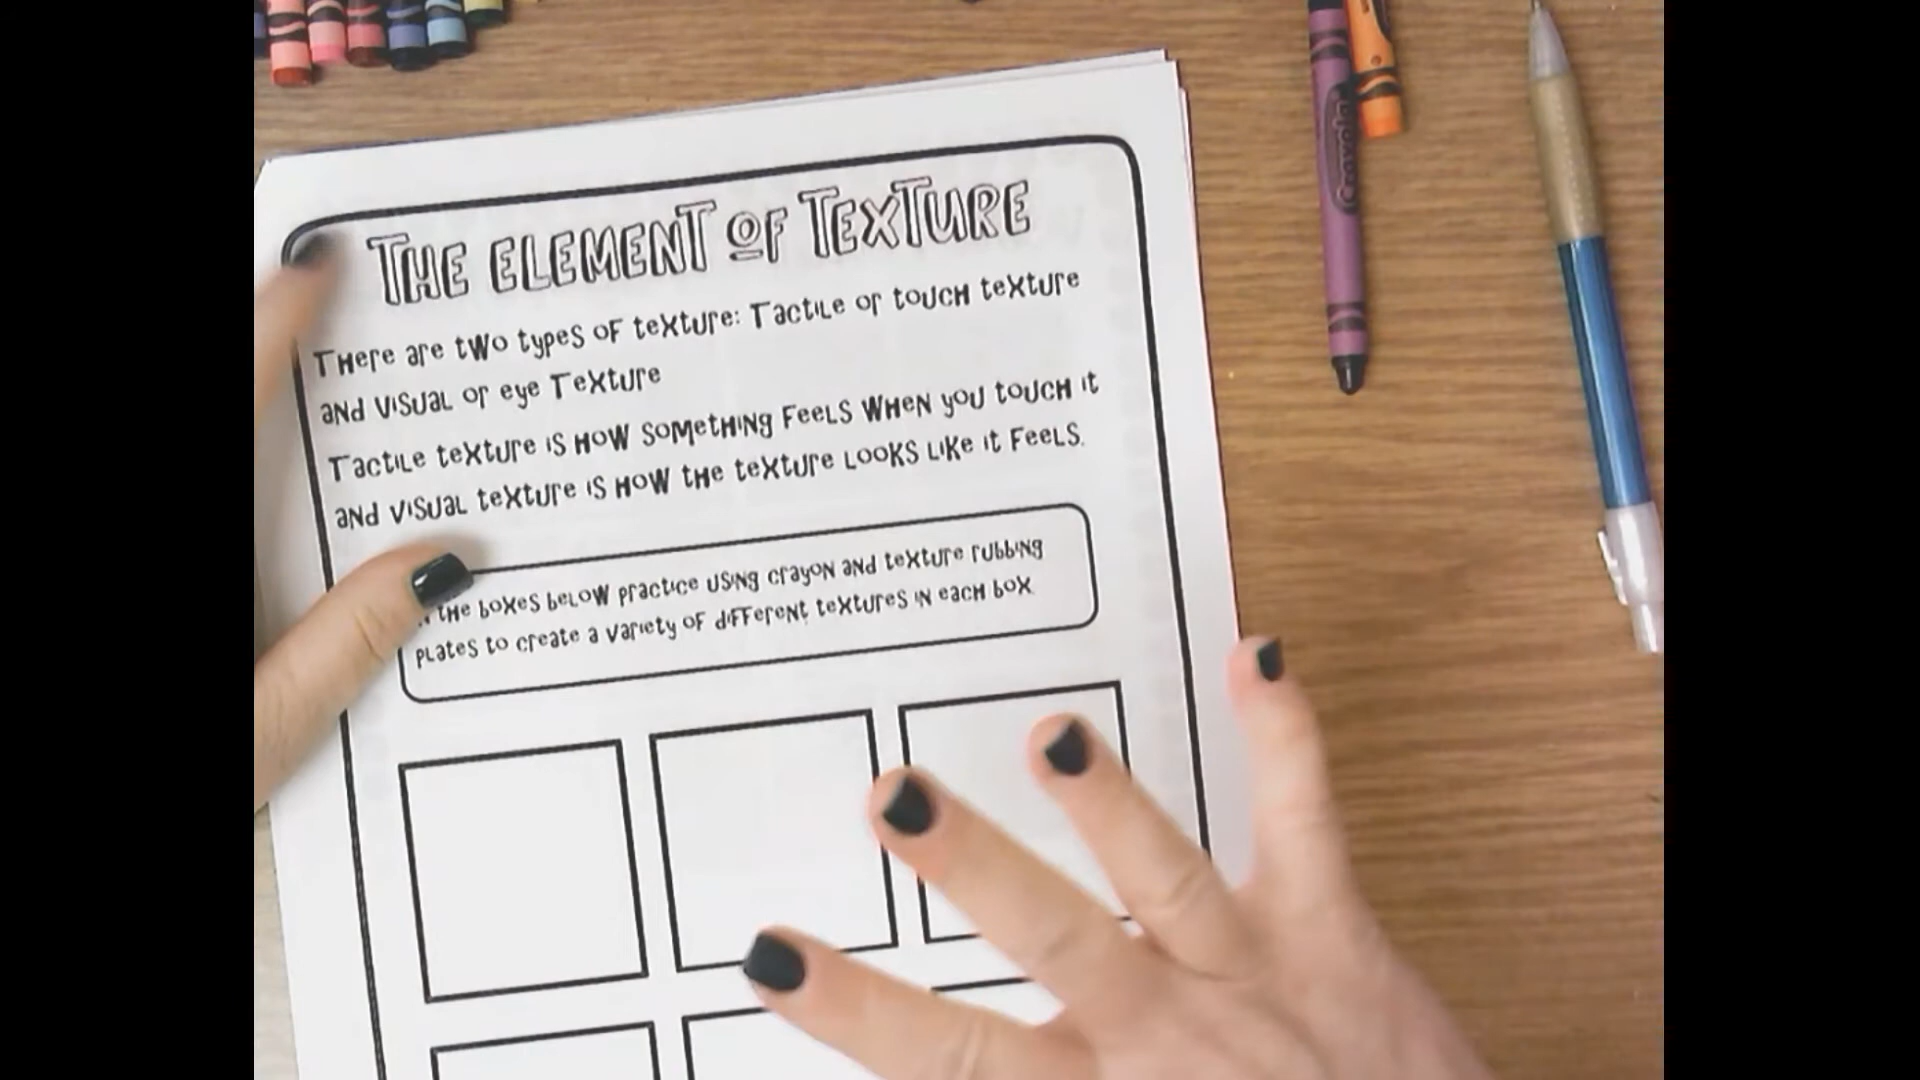 THE ELEMENT OF TEXTURE
There are two types of texture: Tactile or touch texture
and visual or eye Texture
Tactile texture is how something feels when you touch it
and visual texture is how the texture looks like it feels.
the boxes below practice using crayon and texture rubbing
plates to create a variety of different textures in each box.
Crayola